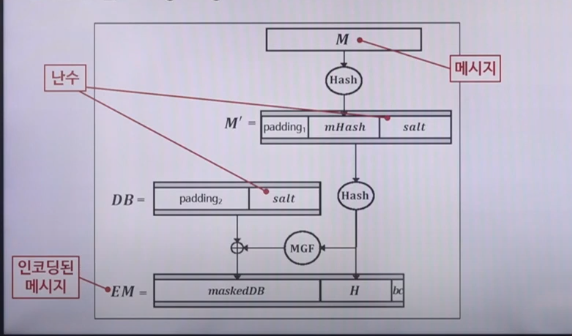 M
메시지
난수
Hash
M′ = padding₁ mHash salt
DB = padding₂ salt
Hash
MGF
인코딩된
메시지
EM = maskedDB H bc